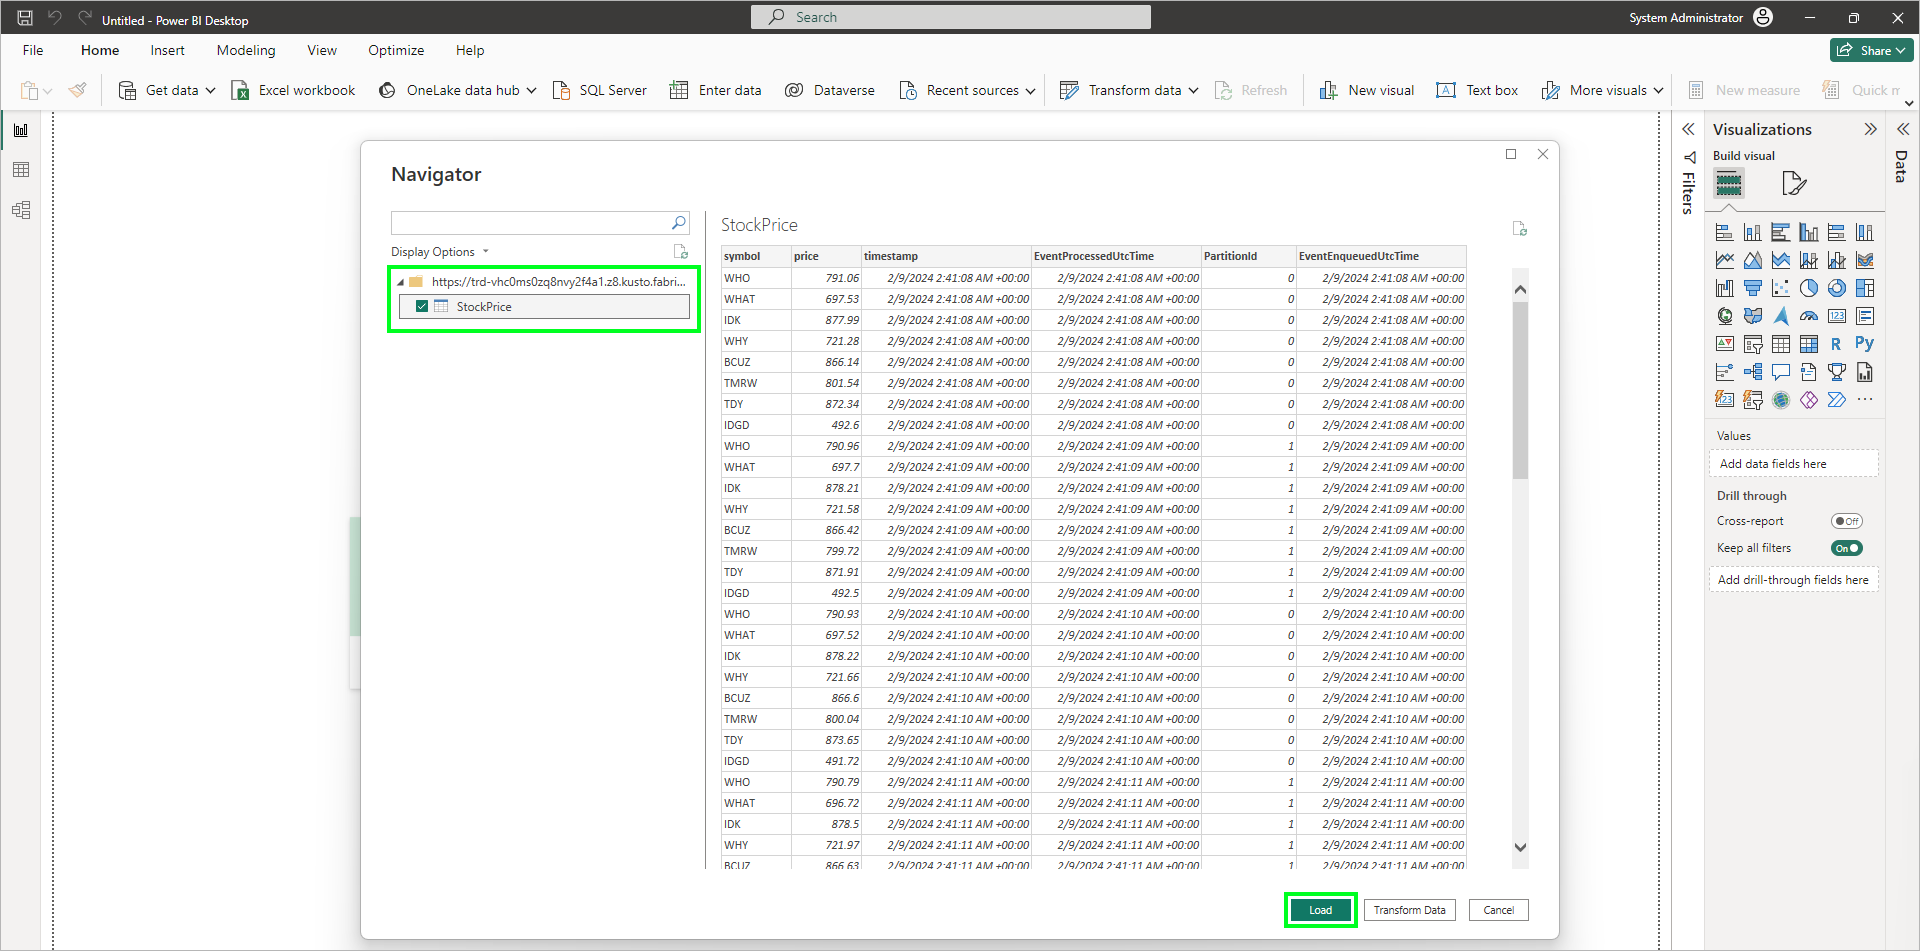 Untitled - Power BI Desktop
Search
System Administrator
File Home Insert Modeling View Optimize Help
Share
Get data Excel workbook OneLake data hub SQL Server Enter data Dataverse Recent sources Transform data Refresh New visual Text box More visuals New measure Quick m
Navigator
Display Options
https://trd-vhc0ms0zq8nvy2f4a1.z8.kusto.fabri...
StockPrice
StockPrice
symbol price timestamp EventProcessedUtcTime PartitionId EventEnqueuedUtcTime
WHO 791.06 2/9/2024 2:41:08 AM +00:00 2/9/2024 2:41:08 AM +00:00 0 2/9/2024 2:41:08 AM +00:00
WHAT 697.53 2/9/2024 2:41:08 AM +00:00 2/9/2024 2:41:08 AM +00:00 0 2/9/2024 2:41:08 AM +00:00
IDK 877.99 2/9/2024 2:41:08 AM +00:00 2/9/2024 2:41:08 AM +00:00 0 2/9/2024 2:41:08 AM +00:00
WHY 721.28 2/9/2024 2:41:08 AM +00:00 2/9/2024 2:41:08 AM +00:00 0 2/9/2024 2:41:08 AM +00:00
BCUZ 866.14 2/9/2024 2:41:08 AM +00:00 2/9/2024 2:41:08 AM +00:00 0 2/9/2024 2:41:08 AM +00:00
TMRW 801.54 2/9/2024 2:41:08 AM +00:00 2/9/2024 2:41:08 AM +00:00 0 2/9/2024 2:41:08 AM +00:00
TDY 872.34 2/9/2024 2:41:08 AM +00:00 2/9/2024 2:41:08 AM +00:00 0 2/9/2024 2:41:08 AM +00:00
IDGD 492.6 2/9/2024 2:41:08 AM +00:00 2/9/2024 2:41:08 AM +00:00 0 2/9/2024 2:41:08 AM +00:00
WHO 790.96 2/9/2024 2:41:09 AM +00:00 2/9/2024 2:41:09 AM +00:00 1 2/9/2024 2:41:09 AM +00:00
WHAT 697.7 2/9/2024 2:41:09 AM +00:00 2/9/2024 2:41:09 AM +00:00 1 2/9/2024 2:41:09 AM +00:00
IDK 878.21 2/9/2024 2:41:09 AM +00:00 2/9/2024 2:41:09 AM +00:00 1 2/9/2024 2:41:09 AM +00:00
WHY 721.58 2/9/2024 2:41:09 AM +00:00 2/9/2024 2:41:09 AM +00:00 1 2/9/2024 2:41:09 AM +00:00
BCUZ 866.42 2/9/2024 2:41:09 AM +00:00 2/9/2024 2:41:09 AM +00:00 1 2/9/2024 2:41:09 AM +00:00
TMRW 799.72 2/9/2024 2:41:09 AM +00:00 2/9/2024 2:41:09 AM +00:00 1 2/9/2024 2:41:09 AM +00:00
TDY 871.91 2/9/2024 2:41:09 AM +00:00 2/9/2024 2:41:09 AM +00:00 1 2/9/2024 2:41:09 AM +00:00
IDGD 492.5 2/9/2024 2:41:09 AM +00:00 2/9/2024 2:41:09 AM +00:00 1 2/9/2024 2:41:09 AM +00:00
WHO 790.93 2/9/2024 2:41:10 AM +00:00 2/9/2024 2:41:10 AM +00:00 0 2/9/2024 2:41:10 AM +00:00
WHAT 697.52 2/9/2024 2:41:10 AM +00:00 2/9/2024 2:41:10 AM +00:00 0 2/9/2024 2:41:10 AM +00:00
IDK 878.22 2/9/2024 2:41:10 AM +00:00 2/9/2024 2:41:10 AM +00:00 0 2/9/2024 2:41:10 AM +00:00
WHY 721.66 2/9/2024 2:41:10 AM +00:00 2/9/2024 2:41:10 AM +00:00 0 2/9/2024 2:41:10 AM +00:00
BCUZ 866.6 2/9/2024 2:41:10 AM +00:00 2/9/2024 2:41:10 AM +00:00 0 2/9/2024 2:41:10 AM +00:00
TMRW 800.04 2/9/2024 2:41:10 AM +00:00 2/9/2024 2:41:10 AM +00:00 0 2/9/2024 2:41:10 AM +00:00
TDY 873.65 2/9/2024 2:41:10 AM +00:00 2/9/2024 2:41:10 AM +00:00 0 2/9/2024 2:41:10 AM +00:00
IDGD 491.72 2/9/2024 2:41:10 AM +00:00 2/9/2024 2:41:10 AM +00:00 0 2/9/2024 2:41:10 AM +00:00
WHO 790.79 2/9/2024 2:41:11 AM +00:00 2/9/2024 2:41:11 AM +00:00 1 2/9/2024 2:41:11 AM +00:00
WHAT 696.72 2/9/2024 2:41:11 AM +00:00 2/9/2024 2:41:11 AM +00:00 1 2/9/2024 2:41:11 AM +00:00
IDK 878.5 2/9/2024 2:41:11 AM +00:00 2/9/2024 2:41:11 AM +00:00 1 2/9/2024 2:41:11 AM +00:00
WHY 721.97 2/9/2024 2:41:11 AM +00:00 2/9/2024 2:41:11 AM +00:00 1 2/9/2024 2:41:11 AM +00:00
BCUZ 866.63 2/9/2024 2:41:11 AM +00:00 2/9/2024 2:41:11 AM +00:00 1 2/9/2024 2:41:11 AM +00:00
Load Transform Data Cancel
Filters
Visualizations
Build visual
123
R Py
123
Values
Add data fields here
Drill through
Cross-report Off
Keep all filters On
Add drill-through fields here
Data